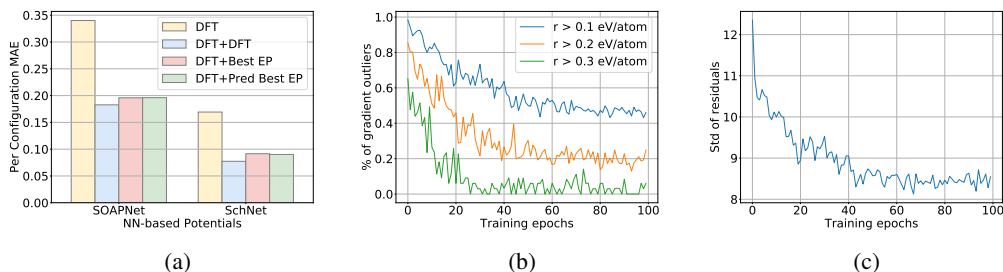 Per Configuration MAE
0.35
0.30
0.25
0.20
0.15
0.10
0.05
0.00
DFT
DFT+DFT
DFT+Best EP
DFT+Pred Best EP
SOAPNet
SchNet
NN-based Potentials
(a)
% of gradient outliers
1.0
0.8
0.6
0.4
0.2
0.0
r > 0.1 eV/atom
r > 0.2 eV/atom
r > 0.3 eV/atom
0 20 40 60 80 100
Training epochs
(b)
Std of residuals
12
11
10
9
8
0 20 40 60 80 100
Training epochs
(c)